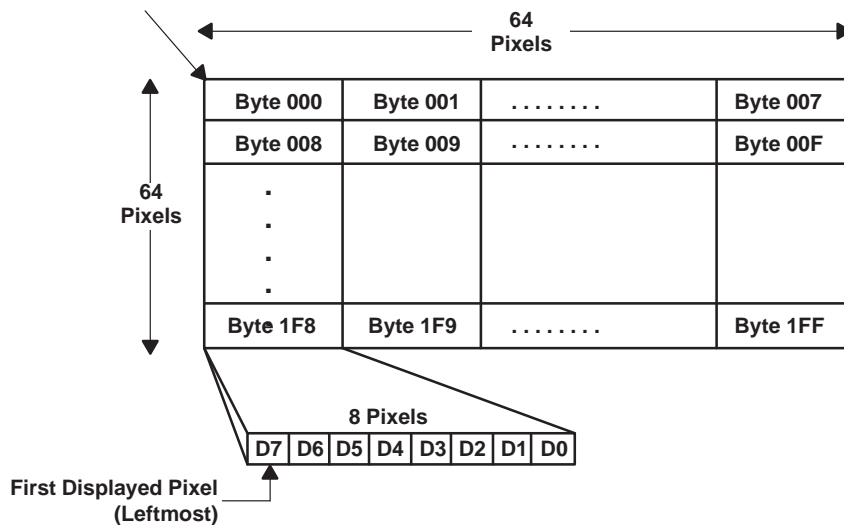 64
Pixels
64
Pixels
Byte 000 Byte 001 . . . . . . . . Byte 007
Byte 008 Byte 009 . . . . . . . . Byte 00F
Byte 1F8 Byte 1F9 . . . . . . . . Byte 1FF
8 Pixels
D7 D6 D5 D4 D3 D2 D1 D0
First Displayed Pixel
(Leftmost)